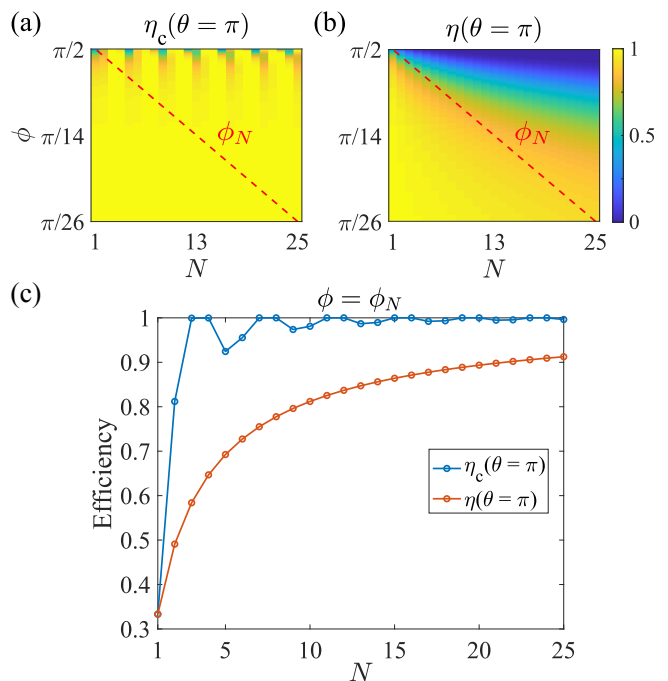 (a) η_c(θ = π)
π/2
ϕ
π/14
π/26
ϕ_N
1 13 25
N
(b) η(θ = π)
π/2
π/14
π/26
ϕ_N
1 13 25
N
1
0.5
0
(c) ϕ = ϕ_N
Efficiency
1
0.9
0.8
0.7
0.6
0.5
0.4
0.3
η_c(θ = π)
η(θ = π)
1 5 10 15 20 25
N